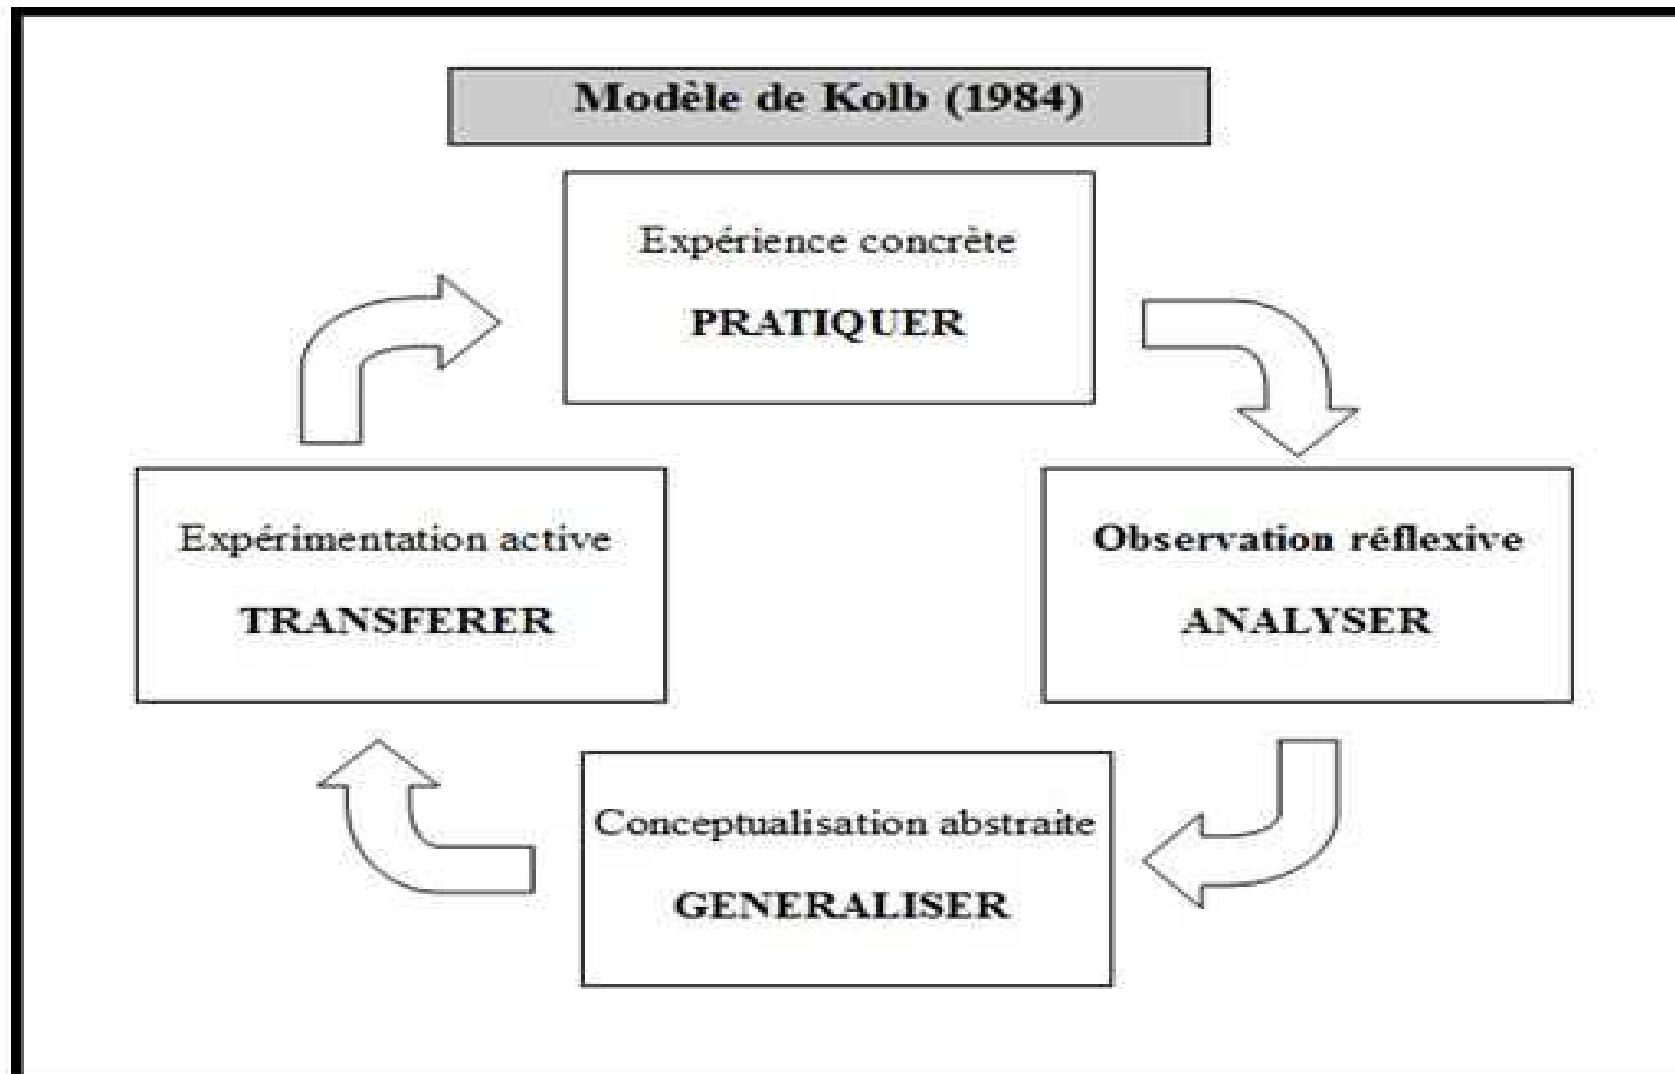 Modèle de Kolb (1984)
Expérience concrète
PRATIQUER
Observation réflexive
ANALYSER
Conceptualisation abstraite
GENERALISER
Expérimentation active
TRANSFERER